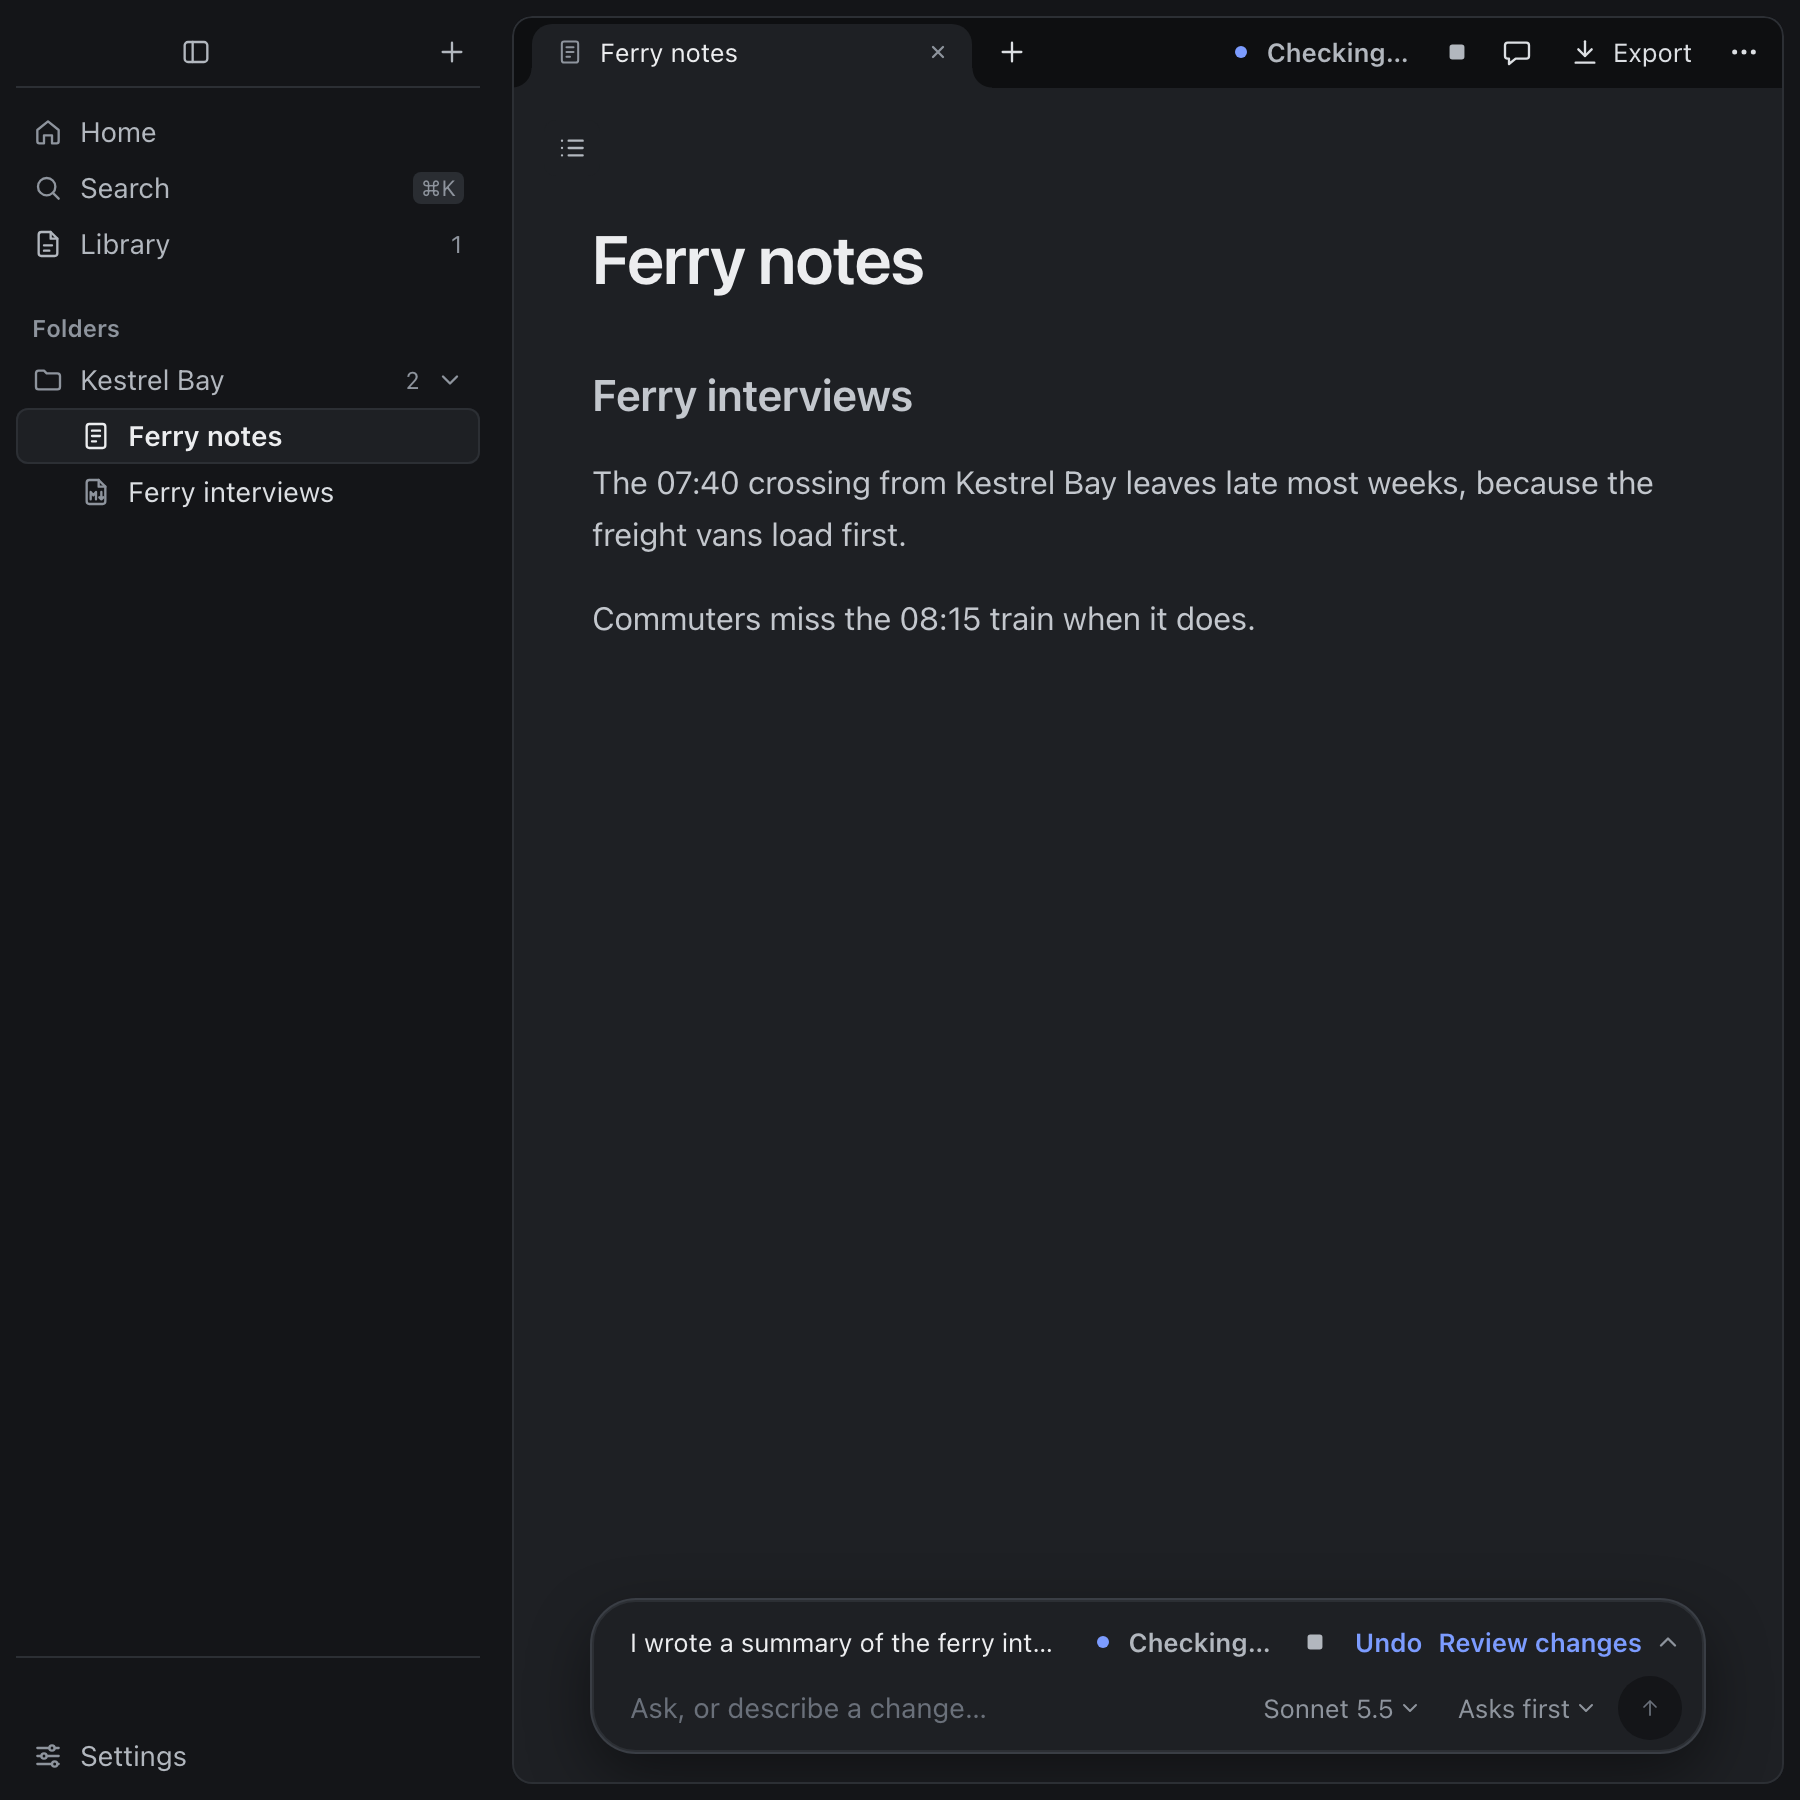 Home
Search ⌘K
Library 1
Folders
Kestrel Bay 2
Ferry notes
Ferry interviews
Settings
Ferry notes
Checking...
Export
Ferry notes
Ferry interviews
The 07:40 crossing from Kestrel Bay leaves late most weeks, because the
freight vans load first.
Commuters miss the 08:15 train when it does.
I wrote a summary of the ferry int... Checking... Undo Review changes
Ask, or describe a change... Sonnet 5.5 Asks first